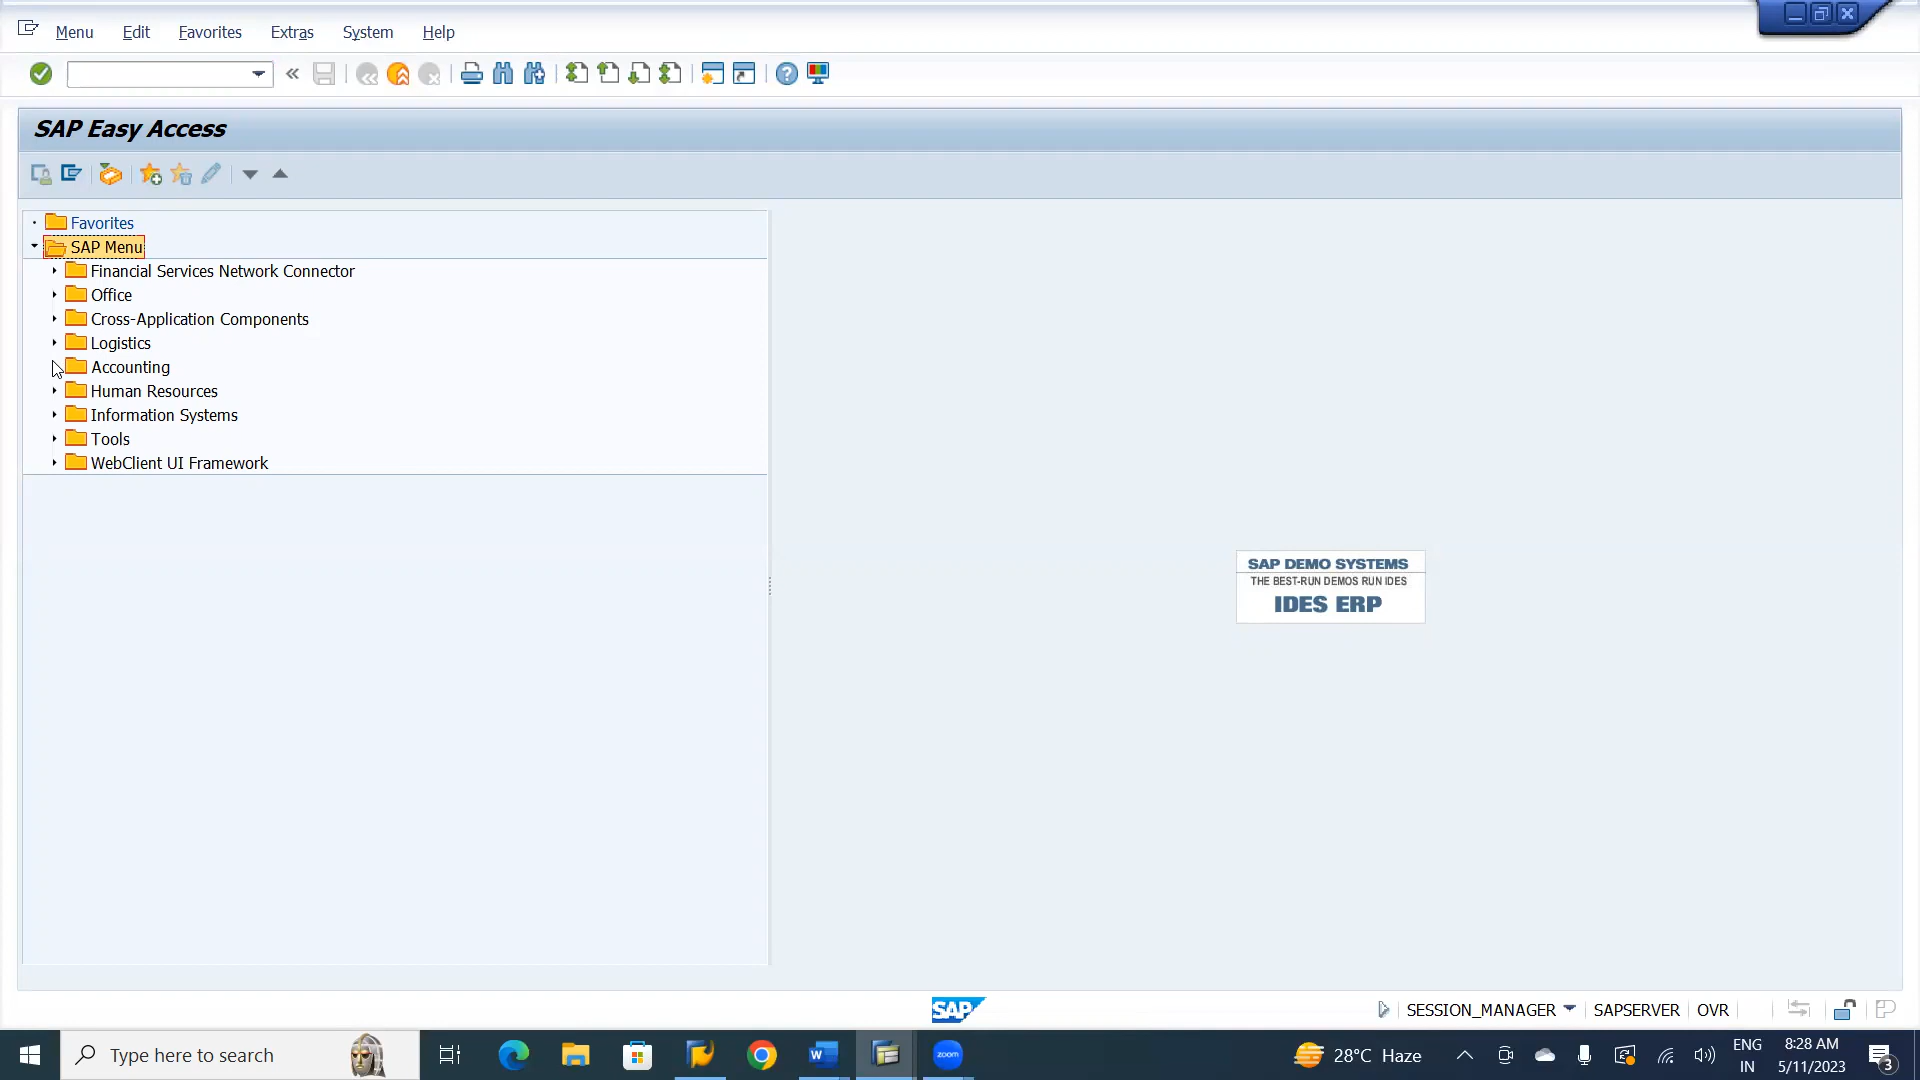 Menu Edit Favorites Extras System Help
SAP Easy Access
Favorites
SAP Menu
Financial Services Network Connector
Office
Cross-Application Components
Logistics
Accounting
Human Resources
Information Systems
Tools
WebClient UI Framework
SAP DEMO SYSTEMS
THE BEST-RUN DEMOS RUN IDES
IDES ERP
SAP
SESSION_MANAGER SAPSERVER OVR
Type here to search
zoom
28°C Haze
ENG
IN
8:28 AM
5/11/2023
3